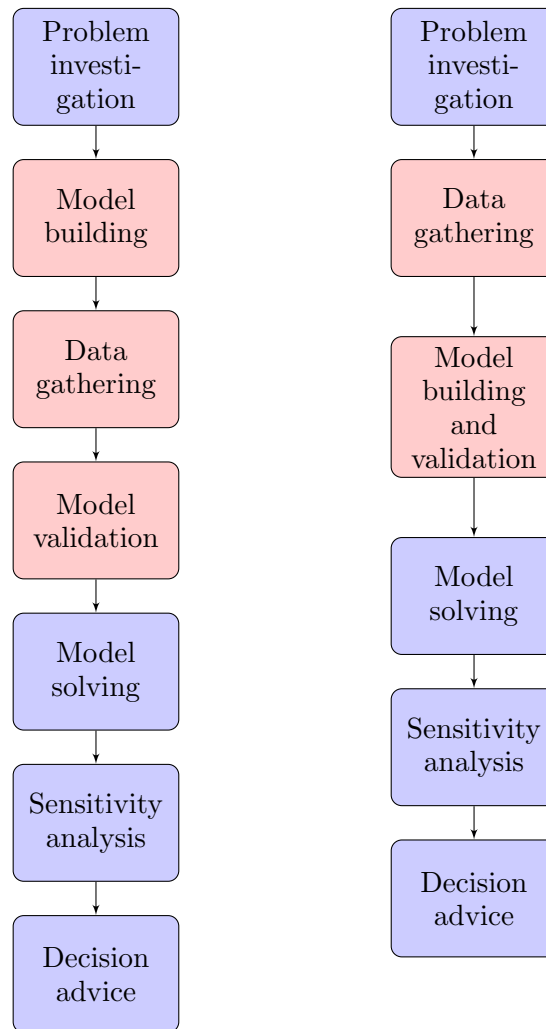 Problem
investi-
gation
Model
building
Data
gathering
Model
validation
Model
solving
Sensitivity
analysis
Decision
advice
Problem
investi-
gation
Data
gathering
Model
building
and
validation
Model
solving
Sensitivity
analysis
Decision
advice